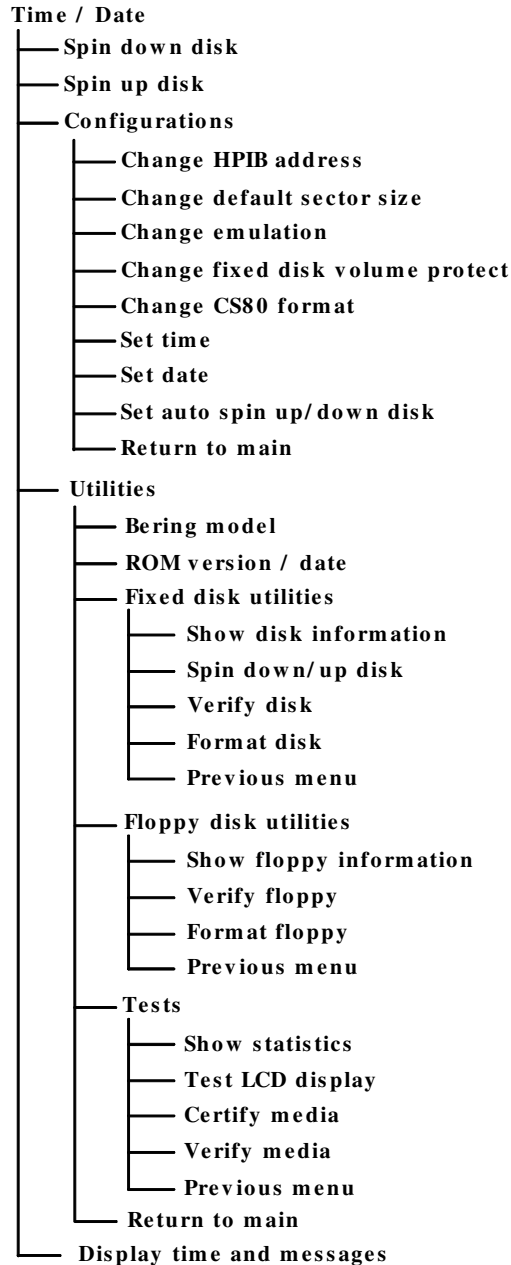 Time / Date
Spin down disk
Spin up disk
Configurations
Change HPIB address
Change default sector size
Change emulation
Change fixed disk volume protect
Change CS80 format
Set time
Set date
Set auto spin up/down disk
Return to main
Utilities
Bering model
ROM version / date
Fixed disk utilities
Show disk information
Spin down/up disk
Verify disk
Format disk
Previous menu
Floppy disk utilities
Show floppy information
Verify floppy
Format floppy
Previous menu
Tests
Show statistics
Test LCD display
Certify media
Verify media
Previous menu
Return to main
Display time and messages